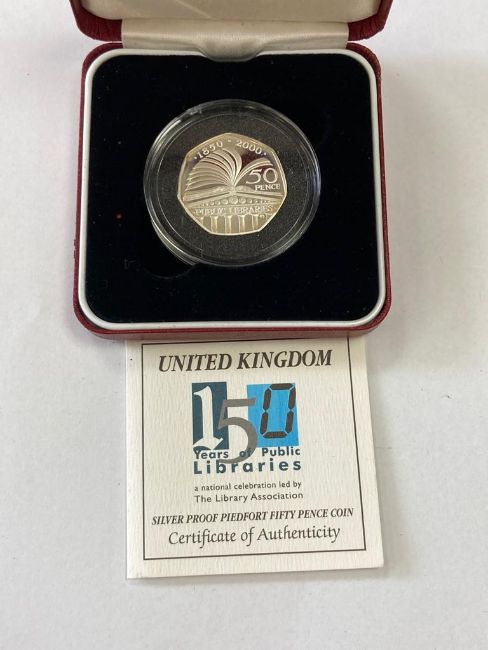 1850 - 2000
50
PENCE
PUBLIC LIBRARIES
UNITED KINGDOM
150
Years of Public
Libraries
a national celebration led by
The Library Association
SILVER PROOF PIEDFORT FIFTY PENCE COIN
Certificate of Authenticity